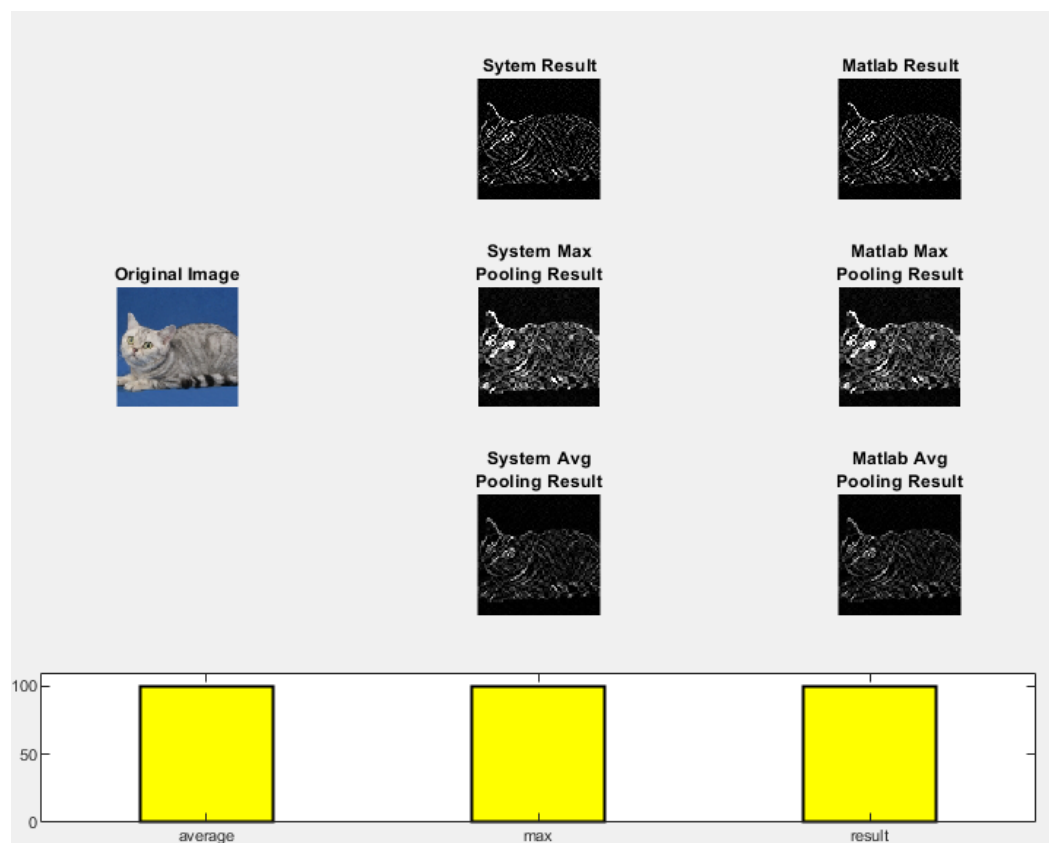 Sytem Result
Matlab Result
System Max
Pooling Result
Matlab Max
Pooling Result
Original Image
System Avg
Pooling Result
Matlab Avg
Pooling Result
100
50
0
average
max
result